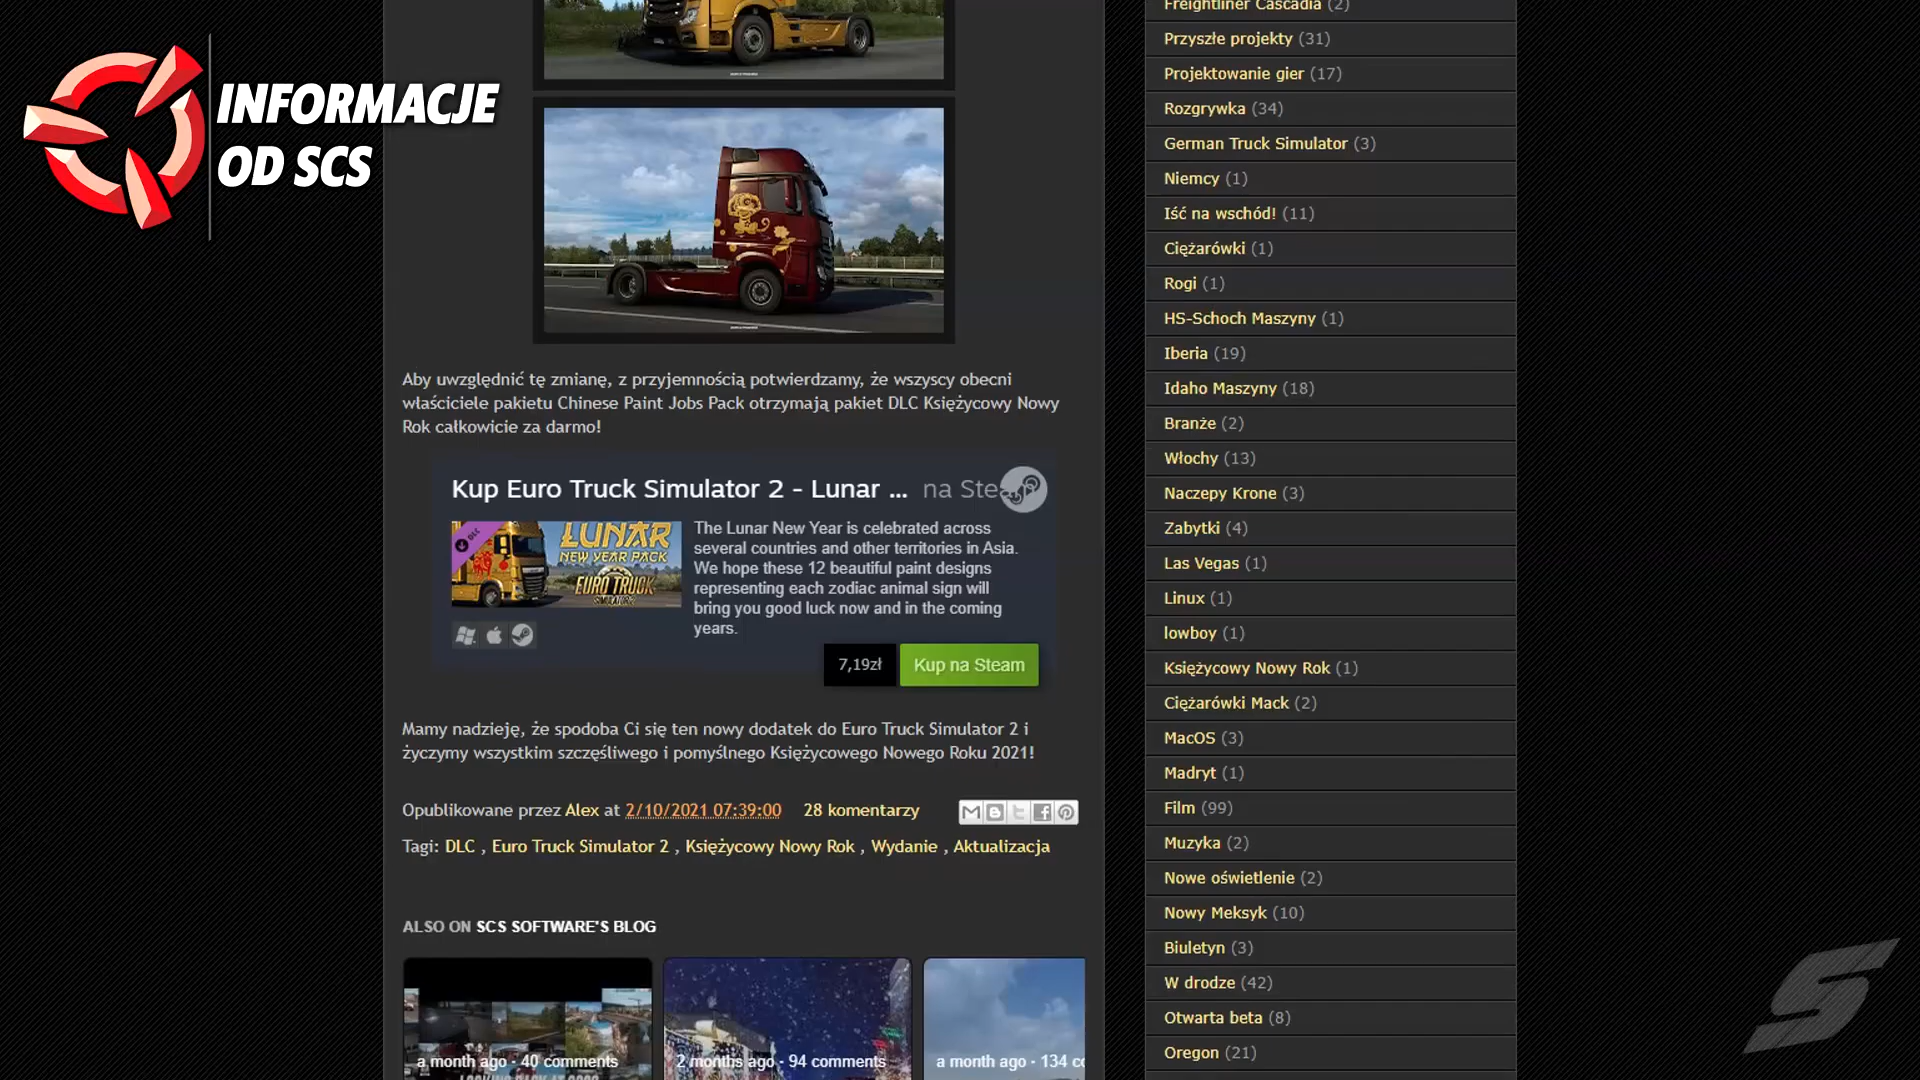 INFORMACJE
OD SCS
Aby uwzględnić tę zmianę, z przyjemnością potwierdzamy, że wszyscy obecni
właściciele pakietu Chinese Paint Jobs Pack otrzymają pakiet DLC Księżycowy Nowy
Rok całkowicie za darmo!
Kup Euro Truck Simulator 2 - Lunar ... na Steam
DLC
LUNAR
NEW YEAR PACK
EURO TRUCK
SIMULATOR 2
The Lunar New Year is celebrated across
several countries and other territories in Asia.
We hope these 12 beautiful paint designs
representing each zodiac animal sign will
bring you good luck now and in the coming
years.
7,19zł
Kup na Steam
Mamy nadzieję, że spodoba Ci się ten nowy dodatek do Euro Truck Simulator 2 i
życzymy wszystkim szczęśliwego i pomyślnego Księżycowego Nowego Roku 2021!
Opublikowane przez Alex at 2/10/2021 07:39:00 28 komentarzy
Tagi: DLC , Euro Truck Simulator 2 , Księżycowy Nowy Rok , Wydanie , Aktualizacja
ALSO ON SCS SOFTWARE'S BLOG
a month ago · 40 comments
2 months ago · 94 comments
a month ago · 134 co
Freightliner Cascadia (2)
Przyszłe projekty (31)
Projektowanie gier (17)
Rozgrywka (34)
German Truck Simulator (3)
Niemcy (1)
Iść na wschód! (11)
Ciężarówki (1)
Rogi (1)
HS-Schoch Maszyny (1)
Iberia (19)
Idaho Maszyny (18)
Branże (2)
Włochy (13)
Naczepy Krone (3)
Zabytki (4)
Las Vegas (1)
Linux (1)
lowboy (1)
Księżycowy Nowy Rok (1)
Ciężarówki Mack (2)
MacOS (3)
Madryt (1)
Film (99)
Muzyka (2)
Nowe oświetlenie (2)
Nowy Meksyk (10)
Biuletyn (3)
W drodze (42)
Otwarta beta (8)
Oregon (21)